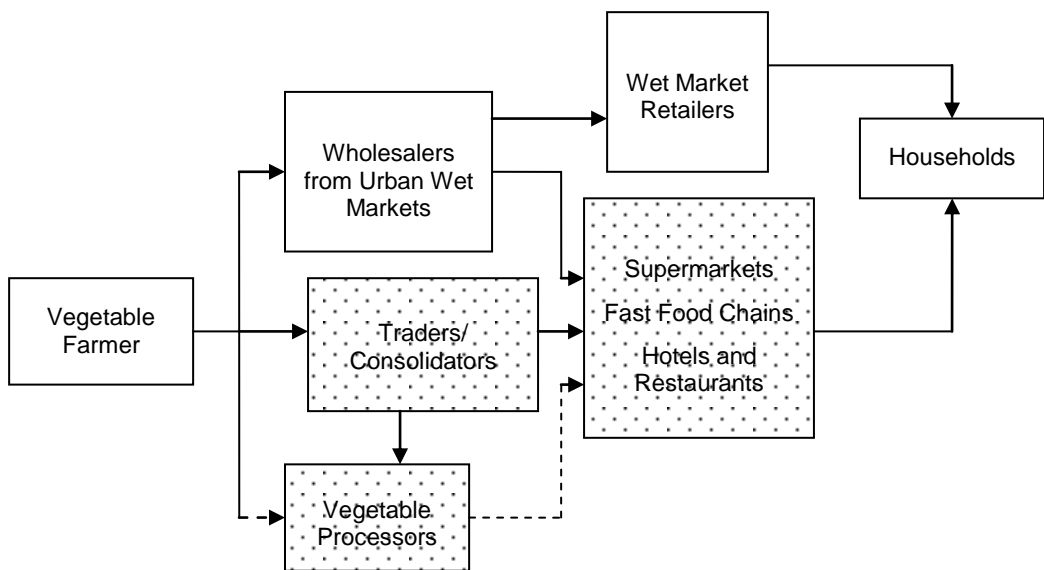 Vegetable
Farmer
Wholesalers
from Urban Wet
Markets
Traders/
Consolidators
Vegetable
Processors
Wet Market
Retailers
Supermarkets
Fast Food Chains
Hotels and
Restaurants
Households